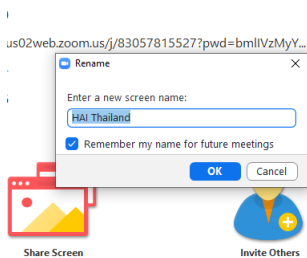 us02web.zoom.us/j/83057815527?pwd=bmlIVzMyY...
Rename
Enter a new screen name:
HAI Thailand
Remember my name for future meetings
OK
Cancel
Share Screen
Invite Others